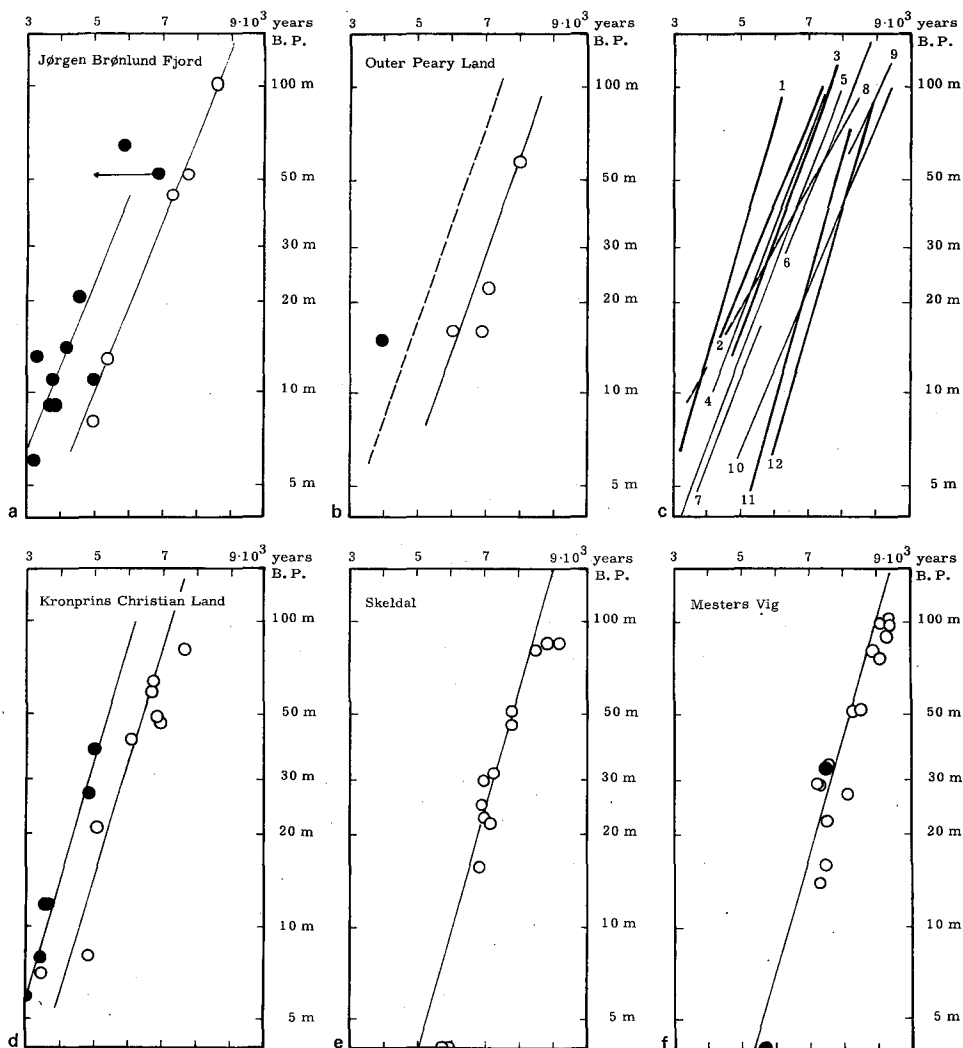 3 5 7 9·10³ years
B.P.
Jørgen Brønlund Fjord
100 m
50 m
30 m
20 m
10 m
5 m
a
3 5 7 9·10³ years
B.P.
Outer Peary Land
100 m
50 m
30 m
20 m
10 m
5 m
b
3 5 7 9·10³ years
B.P.
1
3
5
9
8
6
2
4
7
10
11
12
100 m
50 m
30 m
20 m
10 m
5 m
c
3 5 7 9·10³ years
B.P.
Kronprins Christian Land
100 m
50 m
30 m
20 m
10 m
5 m
d
3 5 7 9·10³ years
B.P.
Skeldal
100 m
50 m
30 m
20 m
10 m
5 m
e
3 5 7 9·10³ years
B.P.
Mesters Vig
100 m
50 m
30 m
20 m
10 m
5 m
f